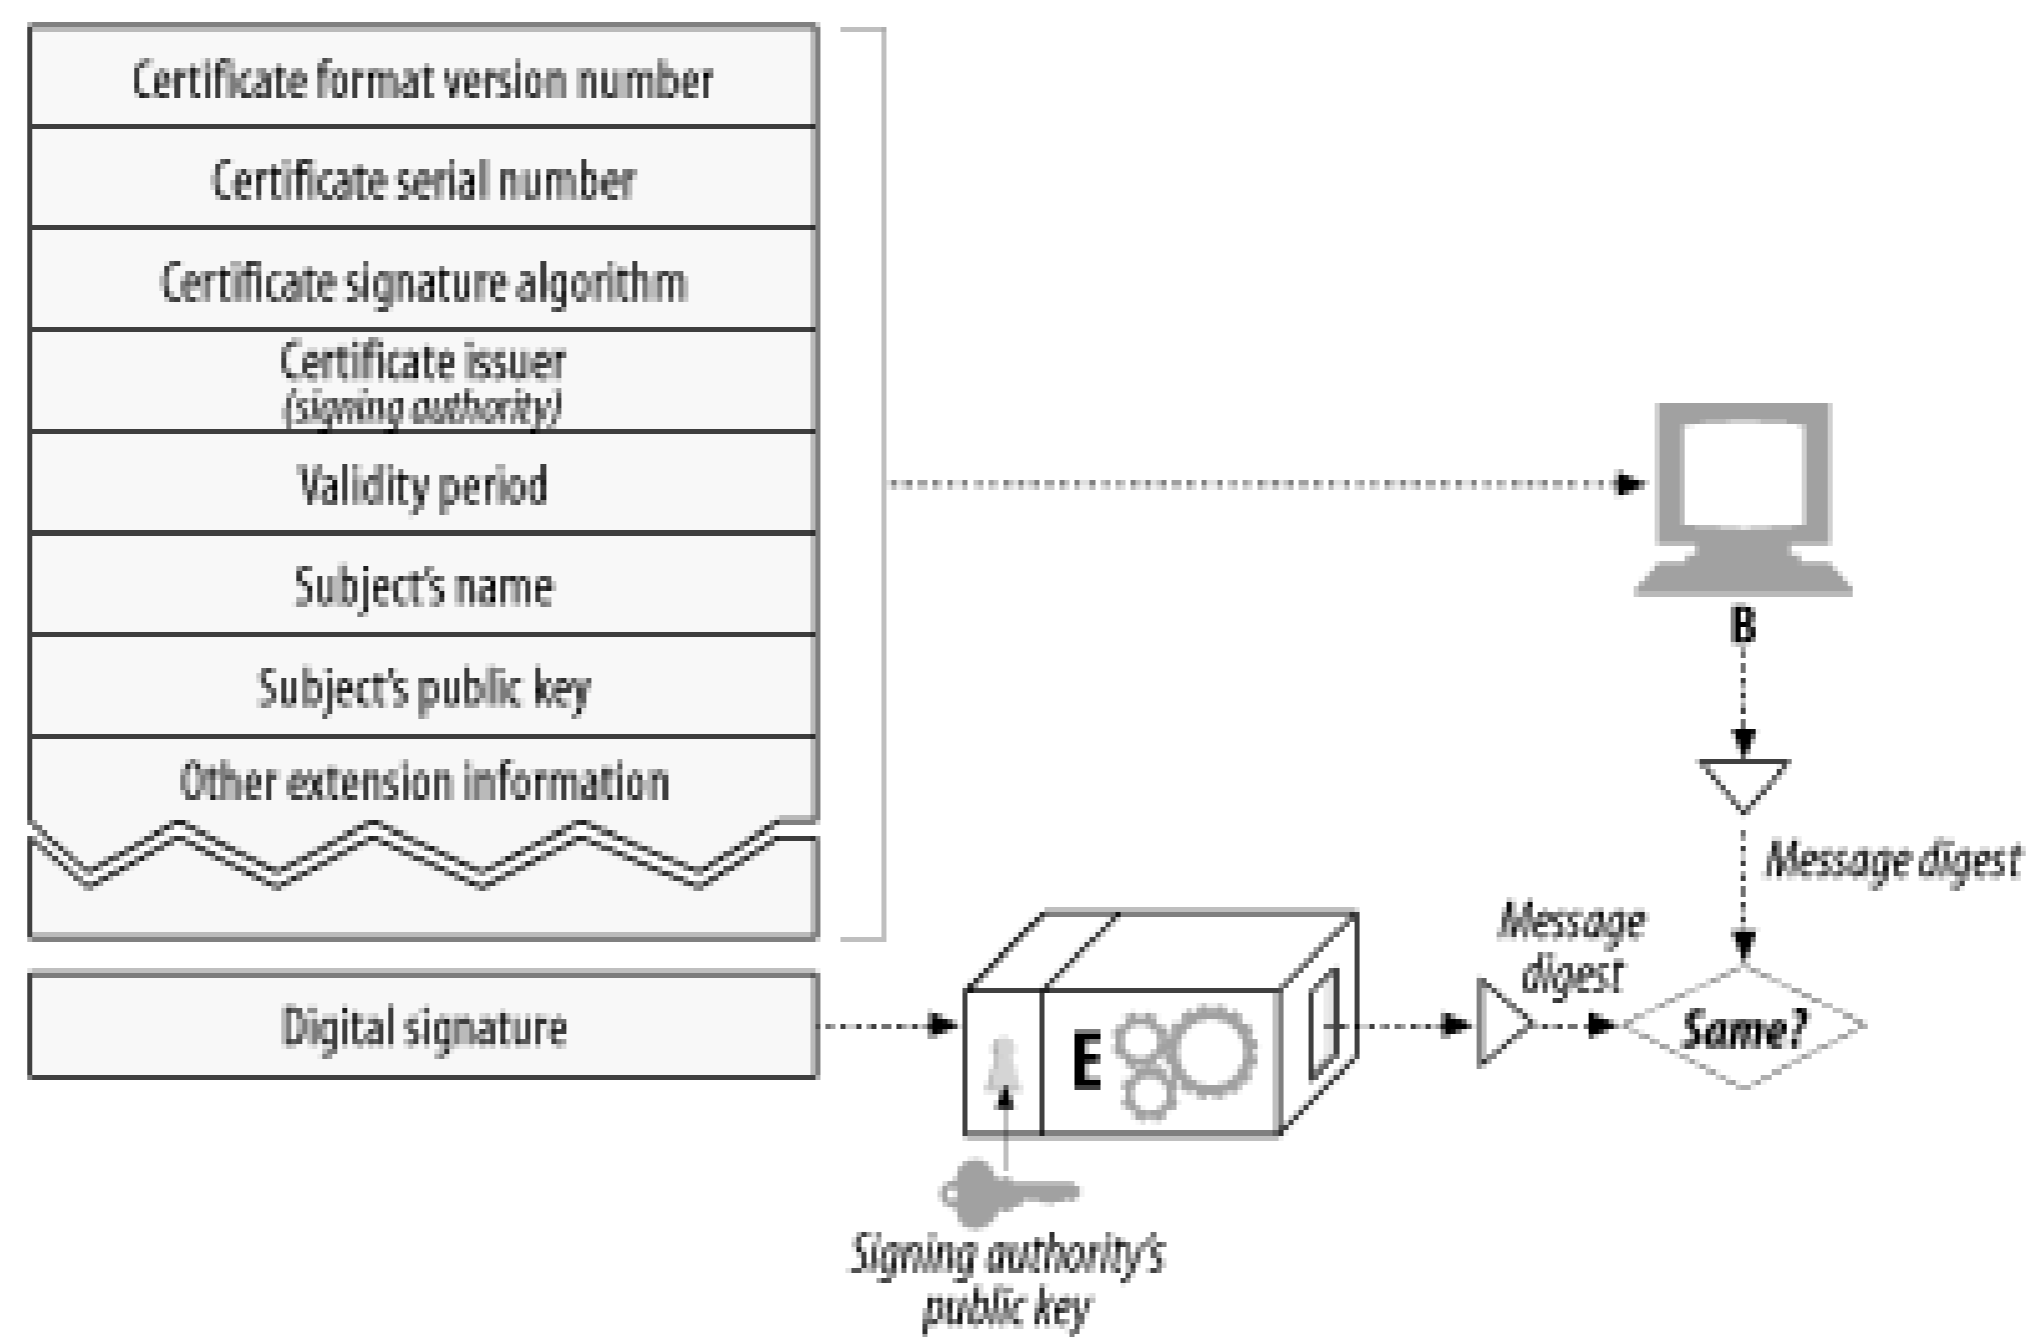 Certificate format version number
Certificate serial number
Certificate signature algorithm
Certificate issuer
(signing authority)
Validity period
Subject's name
Subject's public key
Other extension information
B
Message digest
Message
digest
Digital signature
E
Same?
Signing authority's
public key